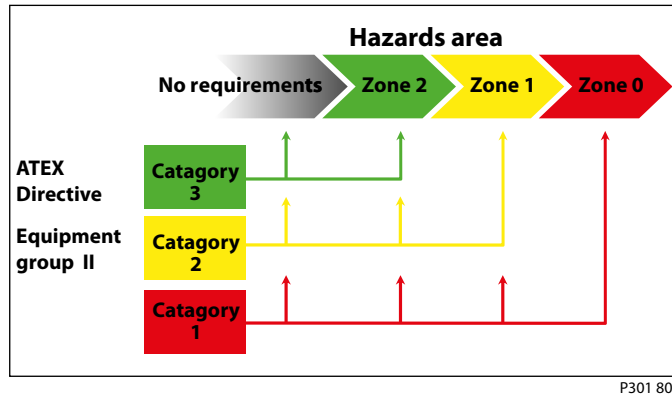 Hazards area
No requirements
Zone 2
Zone 1
Zone 0
ATEX
Directive
Catagory
3
Equipment
group II
Catagory
2
Catagory
1
P301 80